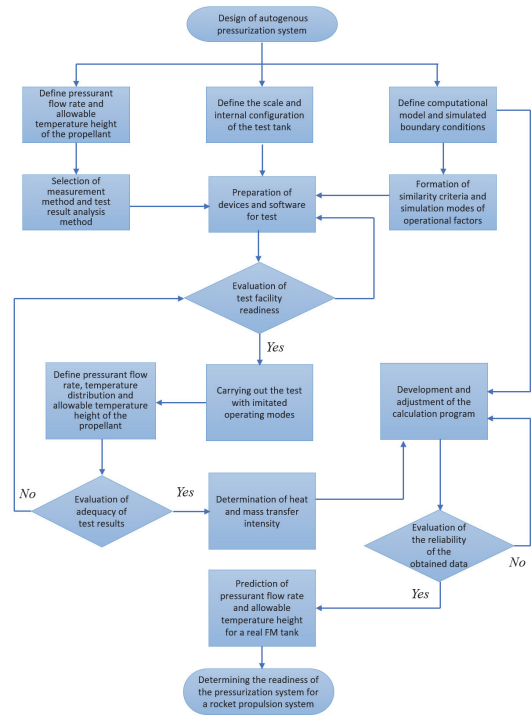 Design of autogenous
pressurization system
Define pressurant
flow rate and
allowable
temperature height
of the propellant
Define the scale and
internal configuration
of the test tank
Define computational
model and simulated
boundary conditions
Selection of
measurement
method and test
result analysis
method
Preparation of
devices and software
for test
Formation of
similarity criteria and
simulation modes of
operational factors
Evaluation of
test facility
readiness
Yes
Define pressurant flow
rate, temperature
distribution and
allowable temperature
height of the
propellant
Carrying out the test
with imitated
operating modes
Development and
adjustment of the
calculation program
No
Evaluation of
adequacy of
test results
Yes
Determination of heat
and mass transfer
intensity
Evaluation of
the reliability
of the
obtained data
No
Yes
Prediction of
pressurant flow rate
and allowable
temperature height
for a real FM tank
Determining the readiness of
the pressurization system for
a rocket propulsion system